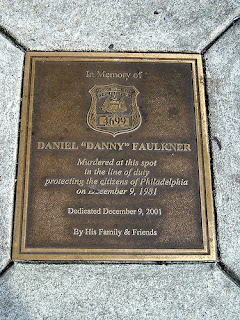 In Memory of
4699
DANIEL "DANNY" FAULKNER
Murdered at this spot
in the line of duty
protecting the citizens of Philadelphia
on December 9, 1981
Dedicated December 9, 2001
By His Family & Friends